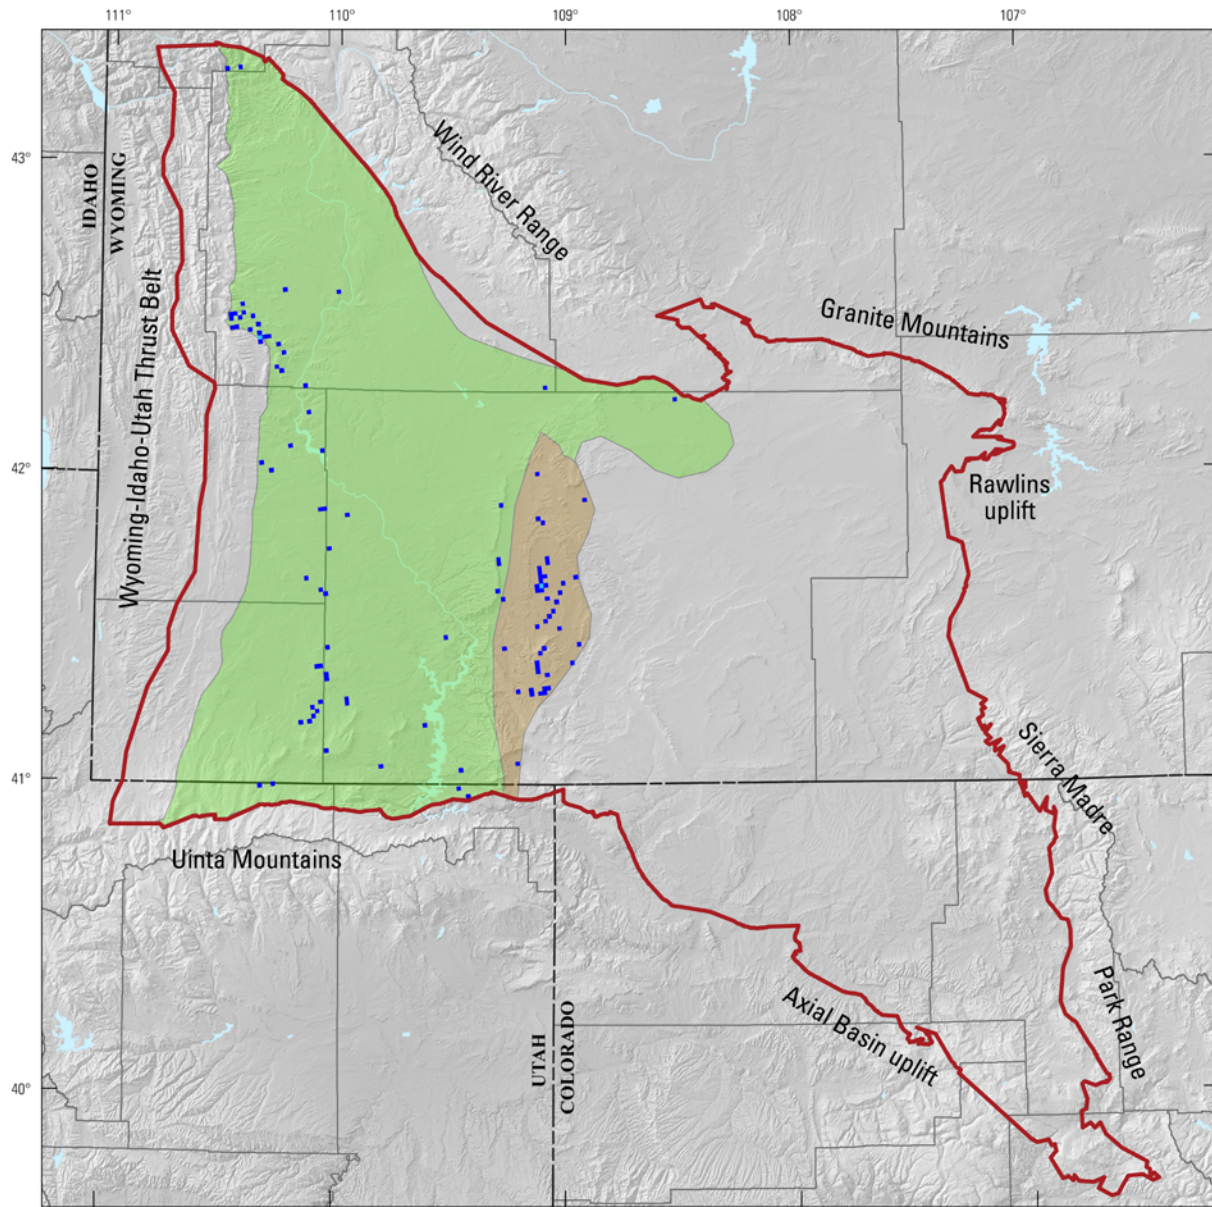 111°
110°
109°
108°
107°
43°
42°
41°
40°
IDAHO
WYOMING
Wind River Range
Wyoming-Idaho-Utah Thrust Belt
Granite Mountains
Rawlins
uplift
Sierra Madre
Uinta Mountains
Park Range
Axial Basin uplift
UTAH
COLORADO